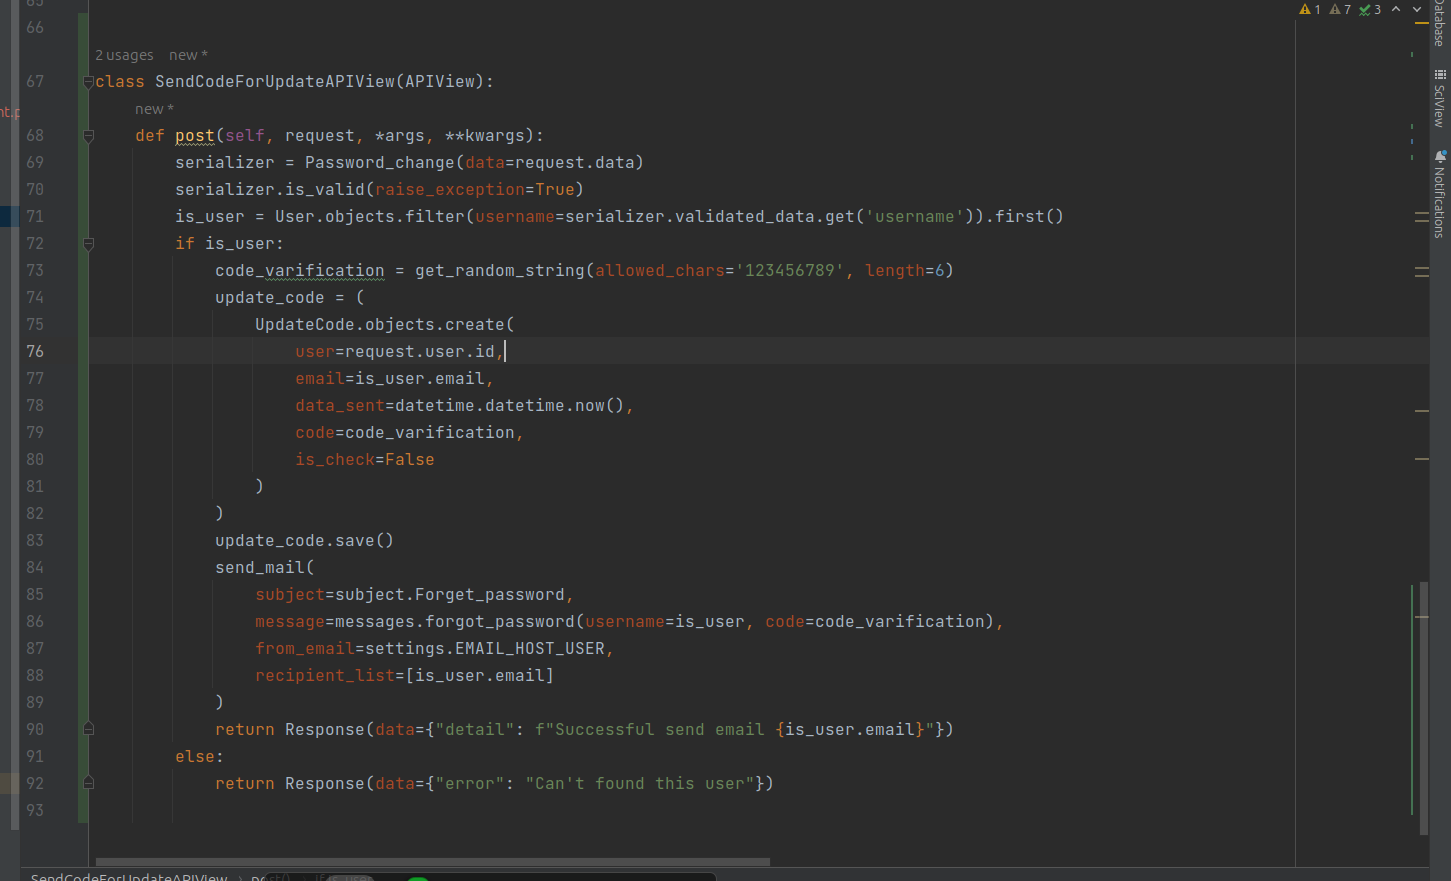 65
1 7 3
66
2 usages new *
67 class SendCodeForUpdateAPIView(APIView):
new *
68 def post(self, request, *args, **kwargs):
69 serializer = Password_change(data=request.data)
70 serializer.is_valid(raise_exception=True)
71 is_user = User.objects.filter(username=serializer.validated_data.get('username')).first()
72 if is_user:
73 code_varification = get_random_string(allowed_chars='123456789', length=6)
74 update_code = (
75 UpdateCode.objects.create(
76 user=request.user.id,
77 email=is_user.email,
78 data_sent=datetime.datetime.now(),
79 code=code_varification,
80 is_check=False
81 )
82 )
83 update_code.save()
84 send_mail(
85 subject=subject.Forget_password,
86 message=messages.forgot_password(username=is_user, code=code_varification),
87 from_email=settings.EMAIL_HOST_USER,
88 recipient_list=[is_user.email]
89 )
90 return Response(data={"detail": f"Successful send email {is_user.email}"})
91 else:
92 return Response(data={"error": "Can't found this user"})
93
Database
SciView
Notifications
nt.p
SendCodeForUpdateAPIView › post() › if is_user